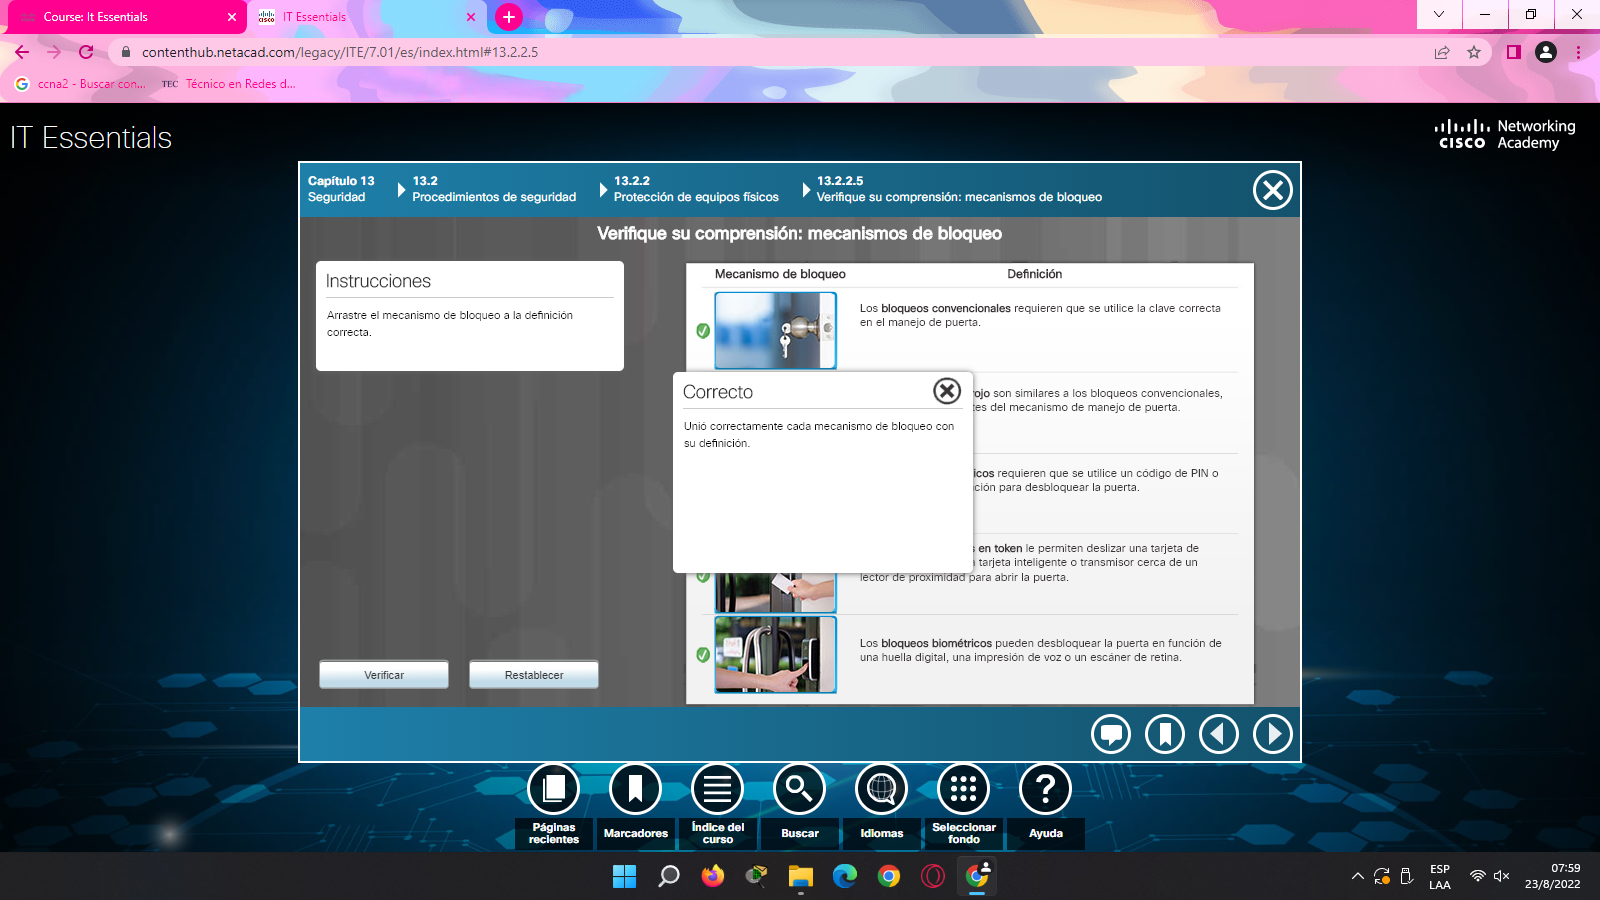 Course: It Essentials
IT Essentials
contenthub.netacad.com/legacy/ITE/7.01/es/index.html#13.2.2.5
ccna2 - Buscar con...
TEC Técnico en Redes d...
IT Essentials
CISCO
Networking
Academy
Capítulo 13
Seguridad
13.2
Procedimientos de seguridad
13.2.2
Protección de equipos físicos
13.2.2.5
Verifique su comprensión: mecanismos de bloqueo
Verifique su comprensión: mecanismos de bloqueo
Instrucciones
Arrastre el mecanismo de bloqueo a la definición
correcta.
Mecanismo de bloqueo
Definición
Los bloqueos convencionales requieren que se utilice la clave correcta
en el manejo de puerta.
ojo son similares a los bloqueos convencionales,
tes del mecanismo de manejo de puerta.
icos requieren que se utilice un código de PIN o
ción para desbloquear la puerta.
s en token le permiten deslizar una tarjeta de
tarjeta inteligente o transmisor cerca de un
lector de proximidad para abrir la puerta.
Los bloqueos biométricos pueden desbloquear la puerta en función de
una huella digital, una impresión de voz o un escáner de retina.
Correcto
Unió correctamente cada mecanismo de bloqueo con
su definición.
Verificar
Restablecer
Páginas
recientes
Marcadores
Índice del
curso
Buscar
Idiomas
Seleccionar
fondo
Ayuda
ESP
LAA
07:59
23/8/2022